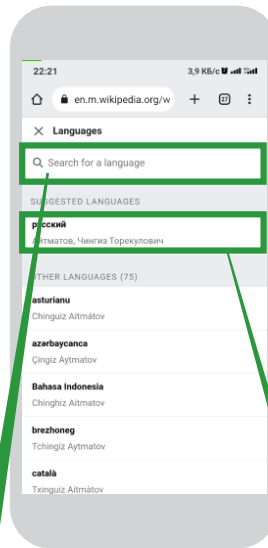 22:21 3,9 КБ/с
en.m.wikipedia.org/w 27
Languages
Search for a language
SUGGESTED LANGUAGES
русский
Айтматов, Чингиз Торекулович
OTHER LANGUAGES (75)
asturianu
Chinguiz Aitmátov
azərbaycanca
Çingiz Aytmatov
Bahasa Indonesia
Chinghiz Aitmatov
brezhoneg
Tchingiz Aytmatov
català
Txinguiz Aitmàtov